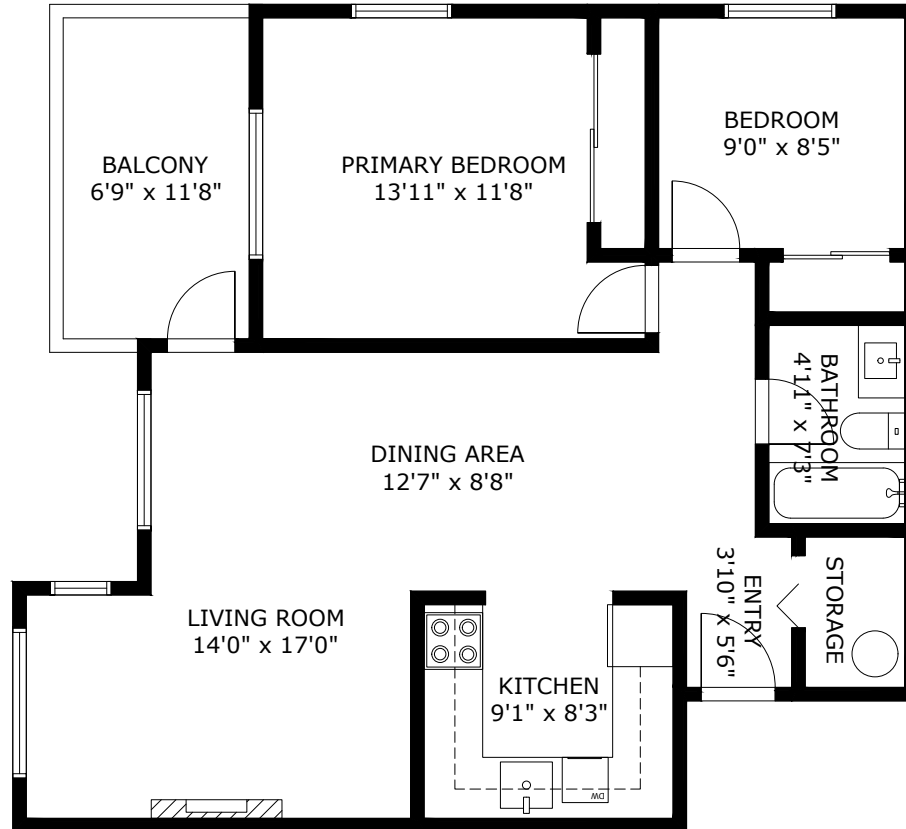 BALCONY
6'9" x 11'8"
PRIMARY BEDROOM
13'11" x 11'8"
BEDROOM
9'0" x 8'5"
BATHROOM
4'11" x 7'3"
DINING AREA
12'7" x 8'8"
LIVING ROOM
14'0" x 17'0"
ENTRY
3'10" x 5'6"
STORAGE
KITCHEN
9'1" x 8'3"
DW